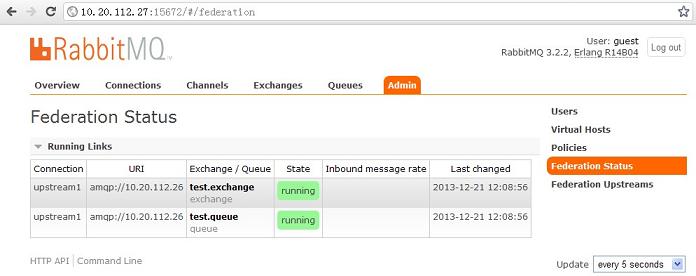 10.20.112.27:15672/#/federation
RabbitMQ
TM
User: guest
RabbitMQ 3.2.2, Erlang R14B04
Log out
Overview Connections Channels Exchanges Queues Admin
Federation Status
Running Links
Connection URI Exchange / Queue State Inbound message rate Last changed
upstream1 amqp://10.20.112.26 test.exchange running 2013-12-21 12:08:56
exchange
upstream1 amqp://10.20.112.26 test.queue running 2013-12-21 12:08:56
queue
Users
Virtual Hosts
Policies
Federation Status
Federation Upstreams
HTTP API Command Line
Update every 5 seconds